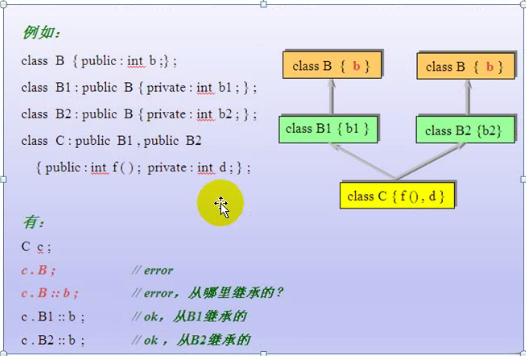 例如：
class B { public : int b ;} ;
class B1 : public B { private : int b1 ; } ;
class B2 : public B { private : int b2 ; } ;
class C : public B1 , public B2
{ public : int f ( ) ; private : int d ; } ;
有：
C c ;
c . B ; // error
c . B :: b ; // error，从哪里继承的？
c . B1 :: b ; // ok，从B1继承的
c . B2 :: b ; // ok ，从B2继承的
class B { b }
class B { b }
class B1 { b1 }
class B2 {b2}
class C { f () , d }